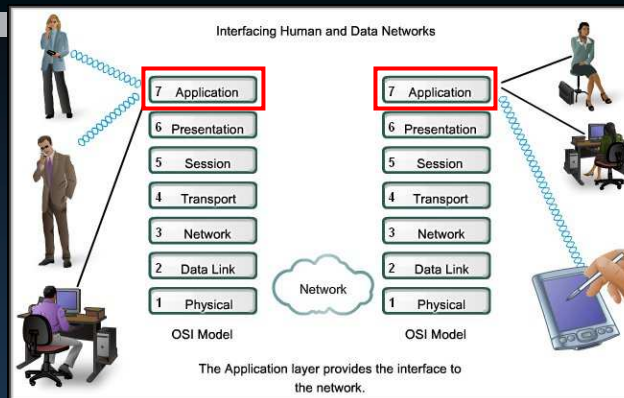 Interfacing Human and Data Networks
7 Application
6 Presentation
5 Session
4 Transport
3 Network
2 Data Link
1 Physical
OSI Model
Network
7 Application
6 Presentation
5 Session
4 Transport
3 Network
2 Data Link
1 Physical
OSI Model
The Application layer provides the interface to
the network.